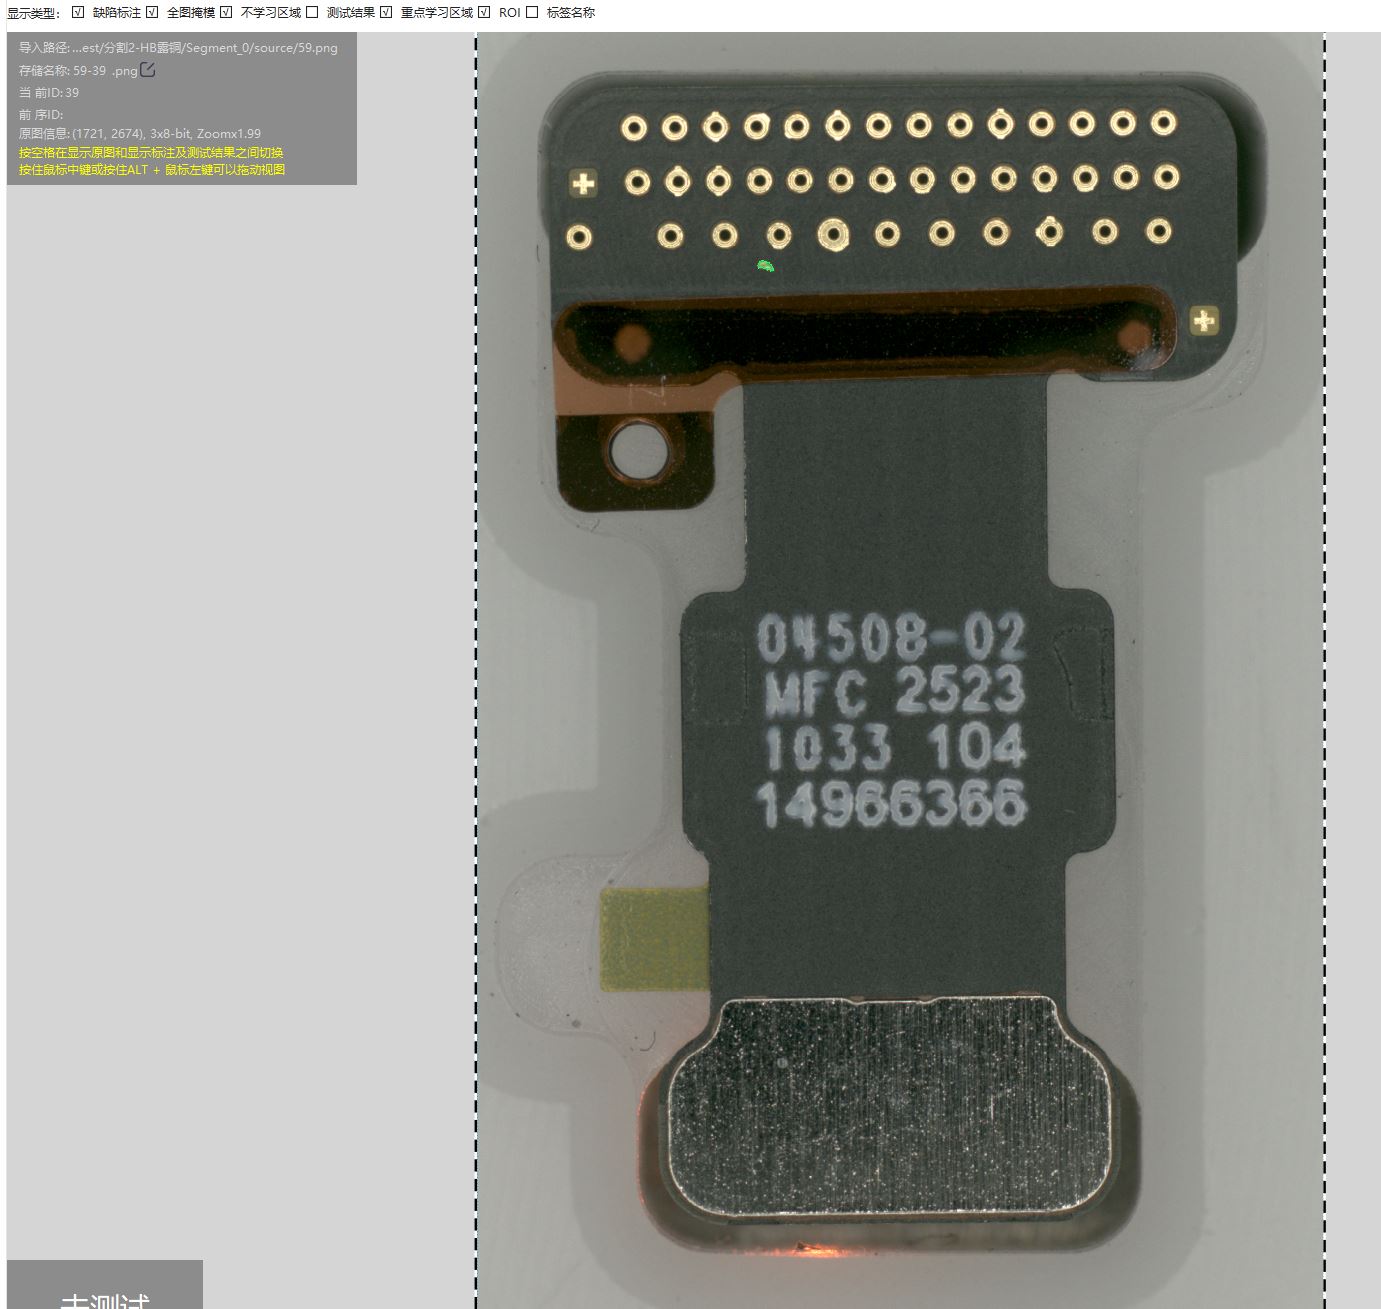 显示类型: 缺陷标注 全图掩模 不学习区域 测试结果 重点学习区域 ROI 标签名称
导入路径: ...est/分割2-HB露铜/Segment_0/source/59.png
存储名称: 59-39 .png
当 前ID: 39
前 序ID:
原图信息: (1721, 2674), 3x8-bit, Zoomx1.99
按空格在显示原图和显示标注及测试结果之间切换
按住鼠标中键或按住ALT + 鼠标左键可以拖动视图
04508-02
MFC 2523
1033 104
14966366
未测试